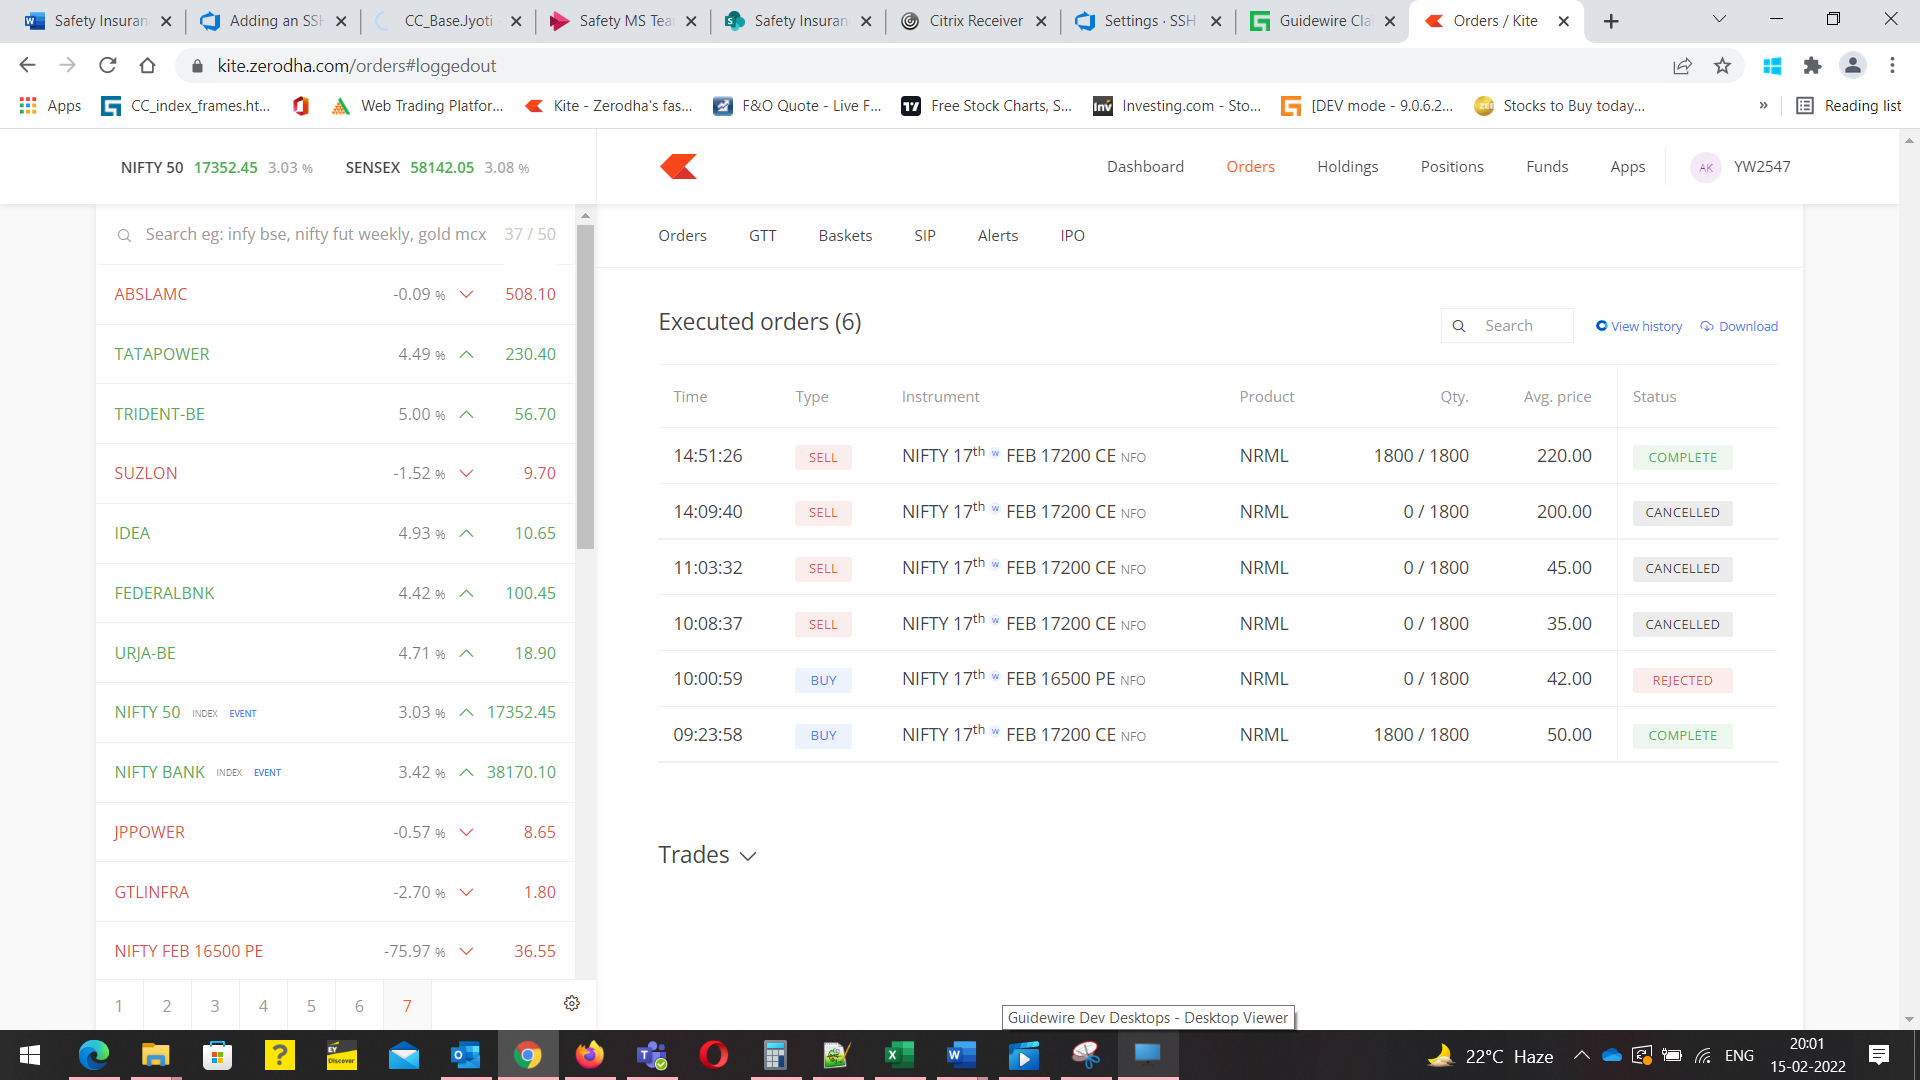 Safety Insuran
Adding an SSH
CC_Base.Jyoti
Safety MS Tea
Safety Insuran
Citrix Receiver
Settings · SSH
Guidewire Cla
Orders / Kite
kite.zerodha.com/orders#loggedout
Apps
CC_index_frames.ht...
Web Trading Platfor...
Kite - Zerodha's fas...
F&O Quote - Live F...
Free Stock Charts, S...
Investing.com - Sto...
[DEV mode - 9.0.6.2...
Stocks to Buy today...
»
Reading list
NIFTY 50 17352.45 3.03 %
SENSEX 58142.05 3.08 %
Dashboard
Orders
Holdings
Positions
Funds
Apps
AK
YW2547
Search eg: infy bse, nifty fut weekly, gold mcx
37 / 50
ABSLAMC -0.09 % 508.10
TATAPOWER 4.49 % 230.40
TRIDENT-BE 5.00 % 56.70
SUZLON -1.52 % 9.70
IDEA 4.93 % 10.65
FEDERALBNK 4.42 % 100.45
URJA-BE 4.71 % 18.90
NIFTY 50 INDEX EVENT 3.03 % 17352.45
NIFTY BANK INDEX EVENT 3.42 % 38170.10
JPPOWER -0.57 % 8.65
GTLINFRA -2.70 % 1.80
NIFTY FEB 16500 PE -75.97 % 36.55
1 2 3 4 5 6 7
Orders
GTT
Baskets
SIP
Alerts
IPO
Executed orders (6)
Search
View history
Download
Time Type Instrument Product Qty. Avg. price Status
14:51:26 SELL NIFTY 17th w FEB 17200 CE NFO NRML 1800 / 1800 220.00 COMPLETE
14:09:40 SELL NIFTY 17th w FEB 17200 CE NFO NRML 0 / 1800 200.00 CANCELLED
11:03:32 SELL NIFTY 17th w FEB 17200 CE NFO NRML 0 / 1800 45.00 CANCELLED
10:08:37 SELL NIFTY 17th w FEB 17200 CE NFO NRML 0 / 1800 35.00 CANCELLED
10:00:59 BUY NIFTY 17th w FEB 16500 PE NFO NRML 0 / 1800 42.00 REJECTED
09:23:58 BUY NIFTY 17th w FEB 17200 CE NFO NRML 1800 / 1800 50.00 COMPLETE
Trades
Guidewire Dev Desktops - Desktop Viewer
EY
Discover
22°C Haze
ENG
20:01
15-02-2022